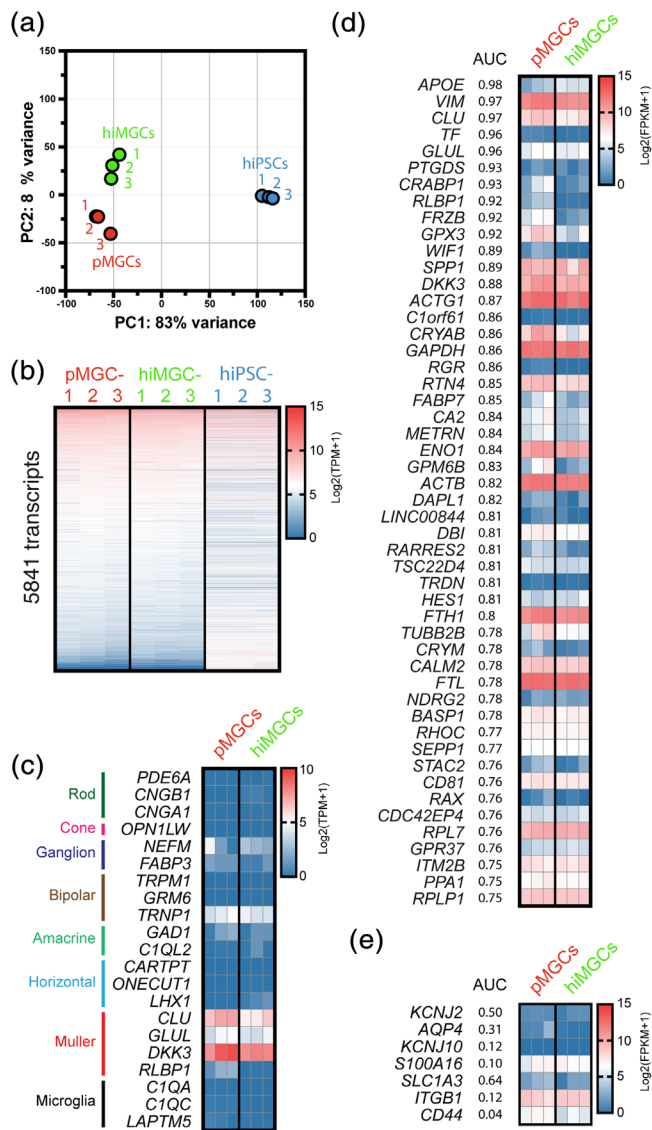 (a)
150
100
50
0
-50
-100
-100
-50
0
50
100
150
PC2: 8 % variance
PC1: 83% variance
hiMGCs
1
2
3
hiPSCs
1
2
3
1
2
3
pMGCs
(b)
pMGC- hiMGC- hiPSC-
1 2 3 1 2 3 1 2 3
5841 transcripts
15
10
5
0
Log2(TPM+1)
(c)
pMGCs
hiMGCs
Rod
PDE6A
CNGB1
CNGA1
Cone
OPN1LW
Ganglion
NEFM
FABP3
Bipolar
TRPM1
GRM6
TRNP1
Amacrine
GAD1
C1QL2
Horizontal
CARTPT
ONECUT1
LHX1
Muller
CLU
GLUL
DKK3
RLBP1
Microglia
C1QA
C1QC
LAPTM5
10
5
0
Log2(TPM+1)
(d)
AUC
pMGCs
hiMGCs
APOE 0.98
VIM 0.97
CLU 0.97
TF 0.96
GLUL 0.96
PTGDS 0.93
CRABP1 0.93
RLBP1 0.92
FRZB 0.92
GPX3 0.92
WIF1 0.89
SPP1 0.89
DKK3 0.88
ACTG1 0.87
C1orf61 0.86
CRYAB 0.86
GAPDH 0.86
RGR 0.86
RTN4 0.85
FABP7 0.85
CA2 0.84
METRN 0.84
ENO1 0.84
GPM6B 0.83
ACTB 0.82
DAPL1 0.82
LINC00844 0.81
DBI 0.81
RARRES2 0.81
TSC22D4 0.81
TRDN 0.81
HES1 0.81
FTH1 0.8
TUBB2B 0.78
CRYM 0.78
CALM2 0.78
FTL 0.78
NDRG2 0.78
BASP1 0.78
RHOC 0.77
SEPP1 0.77
STAC2 0.76
CD81 0.76
RAX 0.76
CDC42EP4 0.76
RPL7 0.76
GPR37 0.76
ITM2B 0.75
PPA1 0.75
RPLP1 0.75
15
10
5
0
Log2(FPKM+1)
(e)
AUC
pMGCs
hiMGCs
KCNJ2 0.50
AQP4 0.31
KCNJ10 0.12
S100A16 0.10
SLC1A3 0.64
ITGB1 0.12
CD44 0.04
15
10
5
0
Log2(FPKM+1)